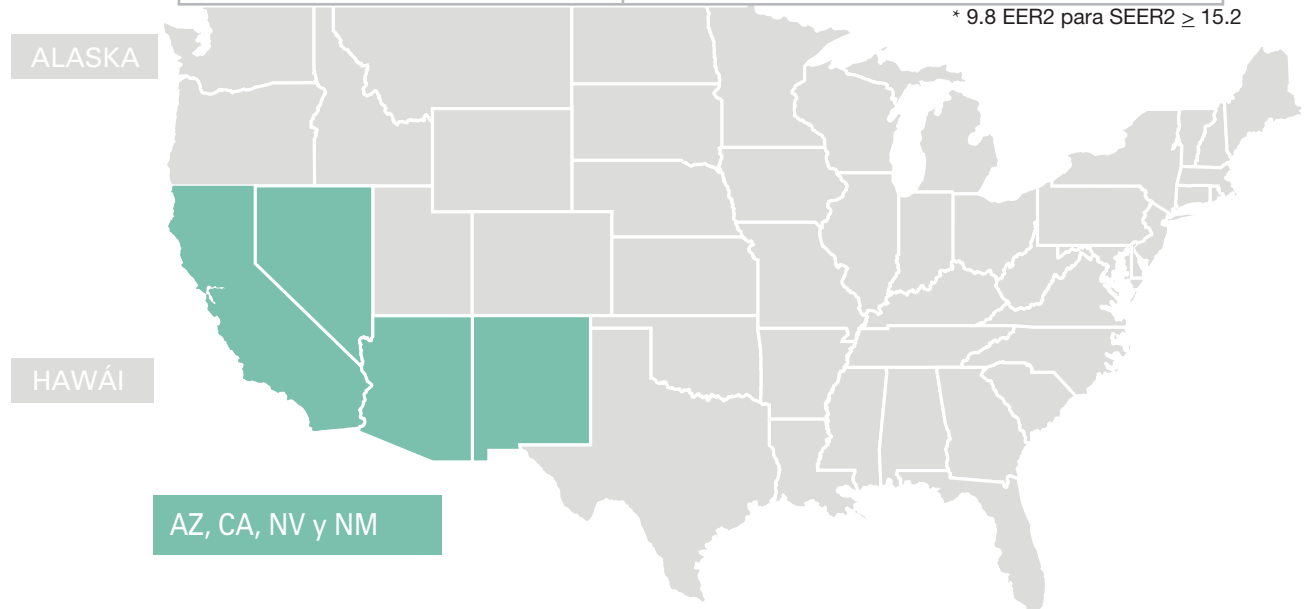 * 9.8 EER2 para SEER2 ≥ 15.2
ALASKA
HAWÁI
AZ, CA, NV y NM